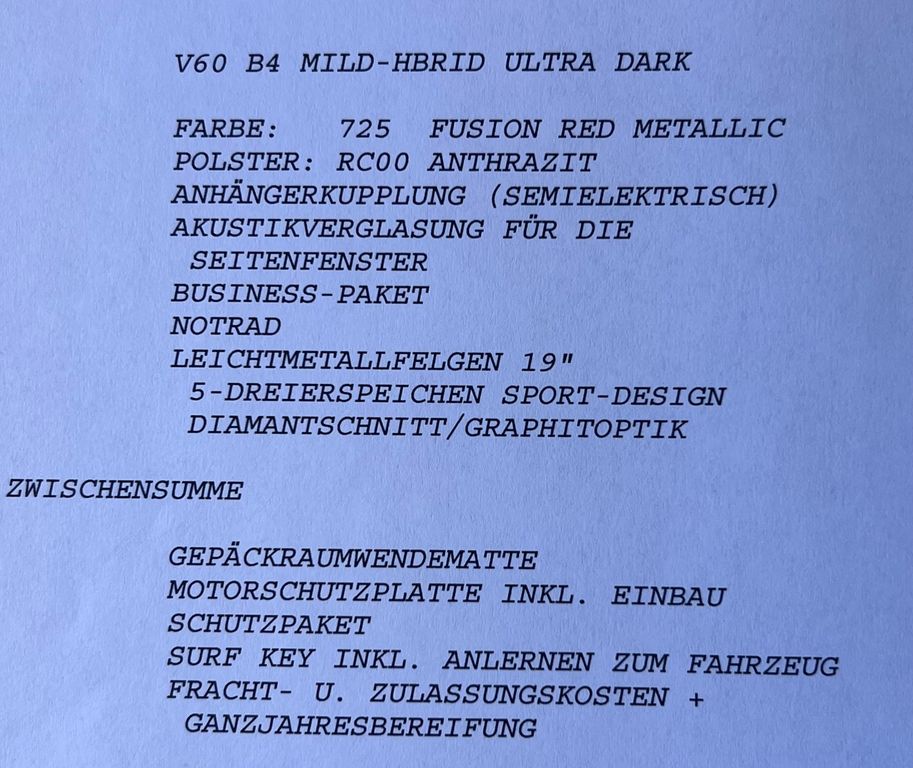 V60 B4 MILD-HBRID ULTRA DARK
FARBE: 725 FUSION RED METALLIC
POLSTER: RC00 ANTHRAZIT
ANHÄNGERKUPPLUNG (SEMIELEKTRISCH)
AKUSTIKVERGLASUNG FÜR DIE
SEITENFENSTER
BUSINESS-PAKET
NOTRAD
LEICHTMETALLFELGEN 19"
5-DREIERSPEICHEN SPORT-DESIGN
DIAMANTSCHNITT/GRAPHITOPTIK
ZWISCHENSUMME
GEPÄCKRAUMWENDEMATTE
MOTORSCHUTZPLATTE INKL. EINBAU
SCHUTZPAKET
SURF KEY INKL. ANLERNEN ZUM FAHRZEUG
FRACHT- U. ZULASSUNGSKOSTEN +
GANZJAHRESBEREIFUNG